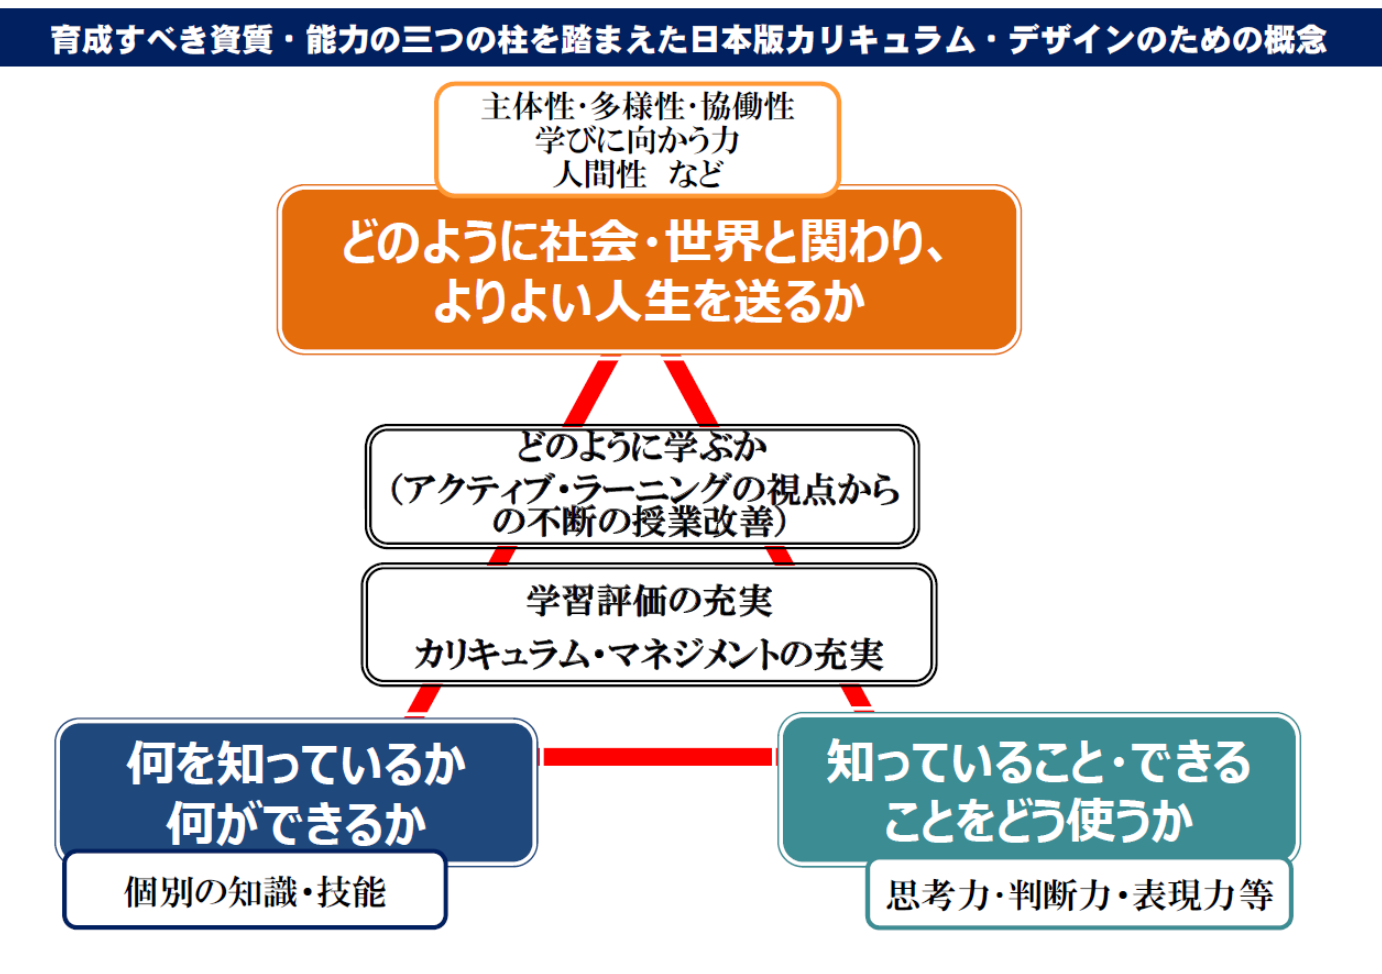 育成すべき資質・能力の三つの柱を踏まえた日本版カリキュラム・デザインのための概念
主体性・多様性・協働性
学びに向かう力
人間性　など
どのように社会・世界と関わり、
よりよい人生を送るか
どのように学ぶか
（アクティブ・ラーニングの視点から
の不断の授業改善）
学習評価の充実
カリキュラム・マネジメントの充実
何を知っているか
何ができるか
個別の知識・技能
知っていること・できる
ことをどう使うか
思考力・判断力・表現力等